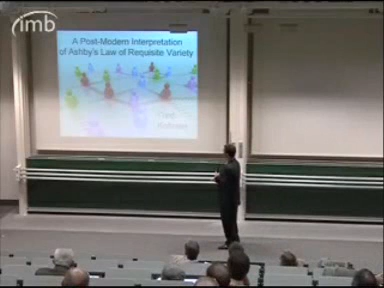 imb
A Post-Modern Interpretation
of Ashby's Law of Requisite Variety